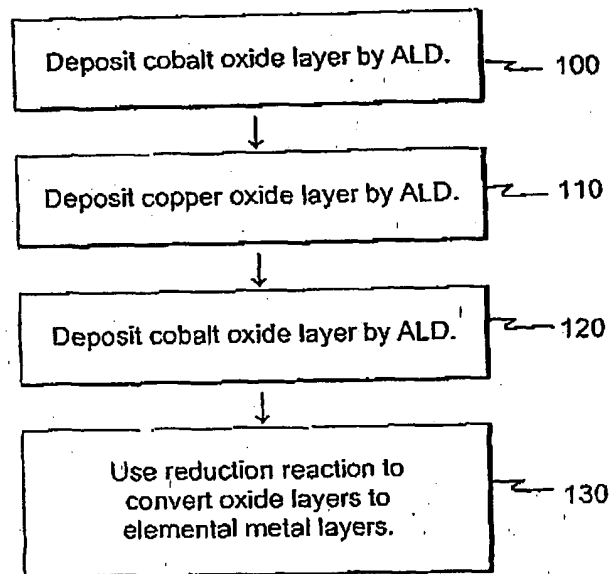 Deposit cobalt oxide layer by ALD.
100
Deposit copper oxide layer by ALD.
110
Deposit cobalt oxide layer by ALD.
120
Use reduction reaction to
convert oxide layers to
elemental metal layers.
130